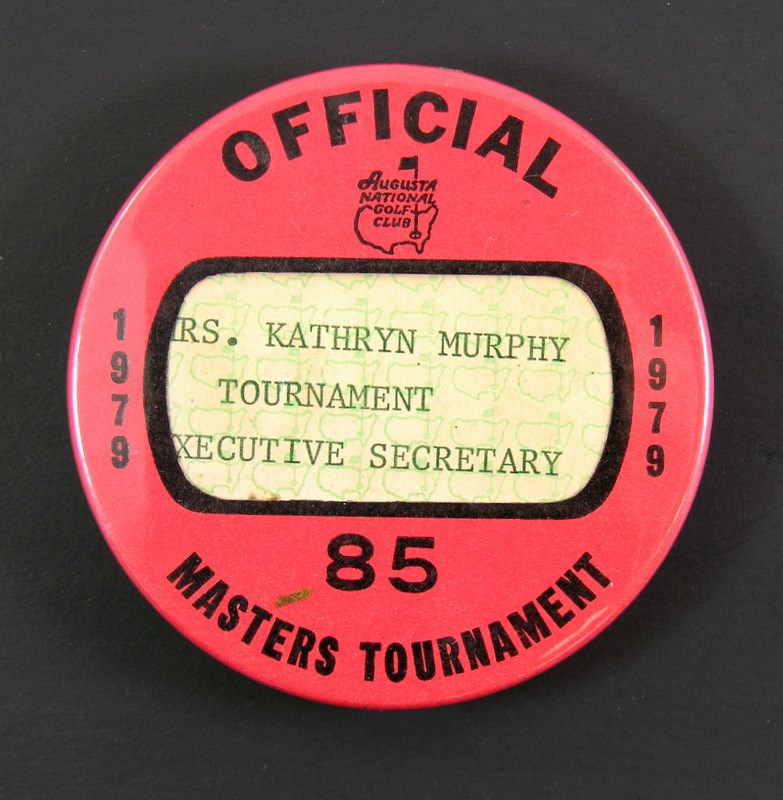 OFFICIAL
AUGUSTA
NATIONAL
GOLF
CLUB
1979
1979
RS. KATHRYN MURPHY
TOURNAMENT
XECUTIVE SECRETARY
85
MASTERS TOURNAMENT